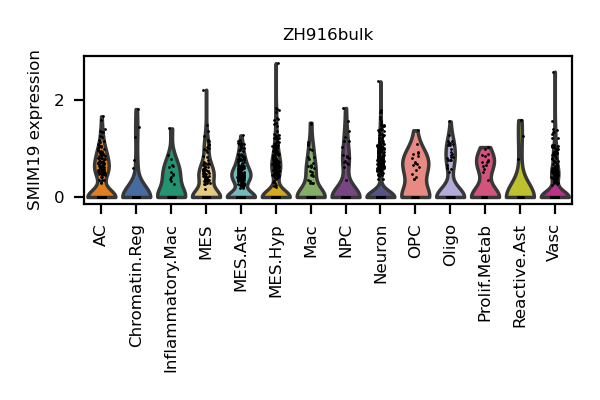 ZH916bulk
SMIM19 expression
2
0
AC
Chromatin.Reg
Inflammatory.Mac
MES
MES.Ast
MES.Hyp
Mac
NPC
Neuron
OPC
Oligo
Prolif.Metab
Reactive.Ast
Vasc